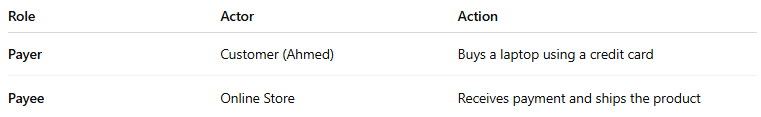 Role Actor Action
Payer Customer (Ahmed) Buys a laptop using a credit card
Payee Online Store Receives payment and ships the product